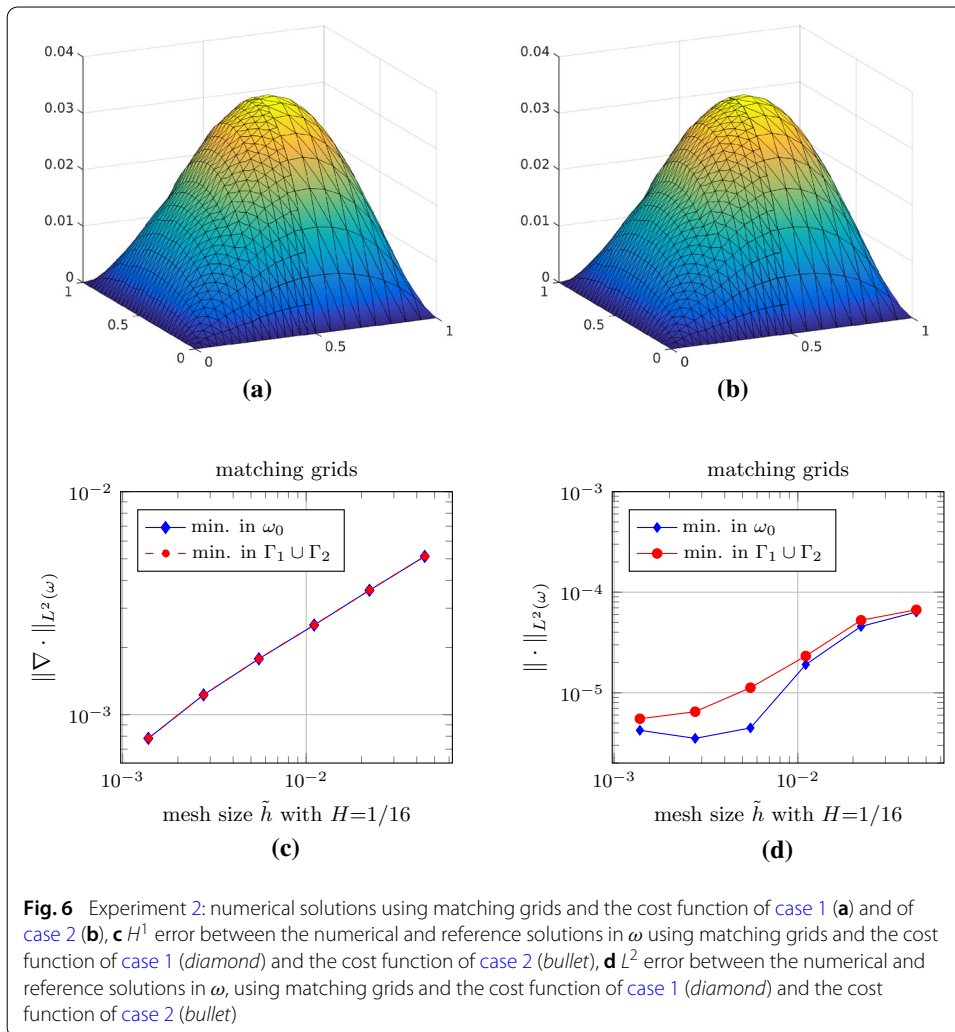 0.04
0.03
0.02
0.01
0
1
0.5
0
0
0.5
1
(a)
0.04
0.03
0.02
0.01
0
1
0.5
0
0
0.5
1
(b)
matching grids
10⁻²
10⁻³
‖∇ · ‖_{L²(ω)}
min. in ω₀
min. in Γ₁ ∪ Γ₂
10⁻³
10⁻²
mesh size h̃ with H=1/16
(c)
matching grids
10⁻³
10⁻⁴
10⁻⁵
‖ · ‖_{L²(ω)}
min. in ω₀
min. in Γ₁ ∪ Γ₂
10⁻³
10⁻²
mesh size h̃ with H=1/16
(d)
Fig. 6 Experiment 2: numerical solutions using matching grids and the cost function of case 1 (a) and of
case 2 (b), c H¹ error between the numerical and reference solutions in ω using matching grids and the cost
function of case 1 (diamond) and the cost function of case 2 (bullet), d L² error between the numerical and
reference solutions in ω, using matching grids and the cost function of case 1 (diamond) and the cost
function of case 2 (bullet)